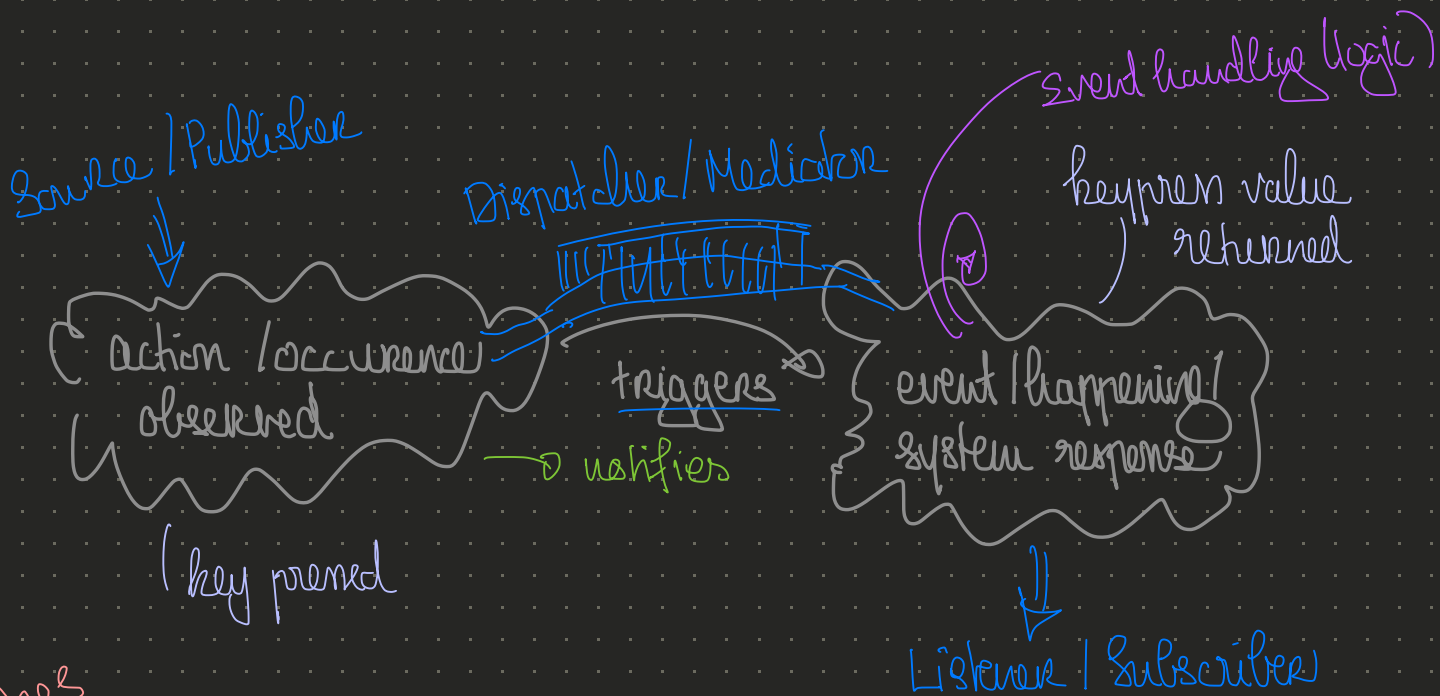 Event handling (logic)
Source / Publisher
Dispatcher / Mediator
keypress value
returned
action / occurence
observed
triggers
event / happening /
system response
notifies
key pressed
Listener / Subscriber